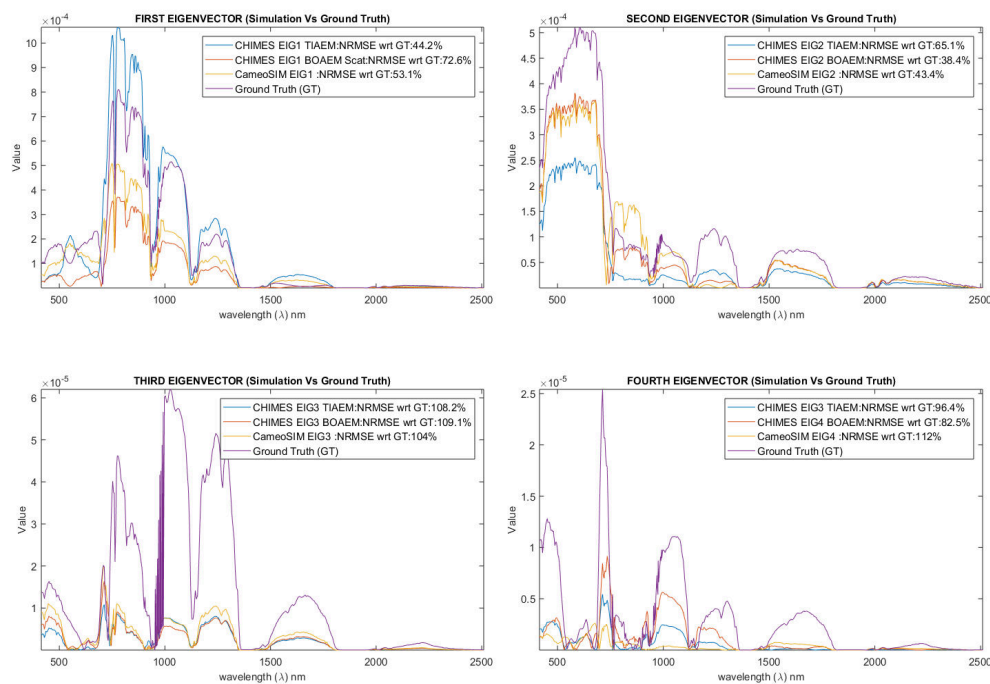 FIRST EIGENVECTOR (Simulation Vs Ground Truth)
×10⁻⁴
CHIMES EIG1 TIAEM:NRMSE wrt GT:44.2%
CHIMES EIG1 BOAEM Scat:NRMSE wrt GT:72.6%
CameoSIM EIG1 :NRMSE wrt GT:53.1%
Ground Truth (GT)
10
9
8
7
6
5
4
3
2
1
Value
500 1000 1500 2000 2500
wavelength (λ) nm
SECOND EIGENVECTOR (Simulation Vs Ground Truth)
×10⁻⁴
CHIMES EIG2 TIAEM:NRMSE wrt GT:65.1%
CHIMES EIG2 BOAEM:NRMSE wrt GT:38.4%
CameoSIM EIG2 :NRMSE wrt GT:43.4%
Ground Truth (GT)
5
4.5
4
3.5
3
2.5
2
1.5
1
0.5
Value
500 1000 1500 2000 2500
wavelength (λ) nm
THIRD EIGENVECTOR (Simulation Vs Ground Truth)
×10⁻⁵
CHIMES EIG3 TIAEM:NRMSE wrt GT:108.2%
CHIMES EIG3 BOAEM:NRMSE wrt GT:109.1%
CameoSIM EIG3 :NRMSE wrt GT:104%
Ground Truth (GT)
6
5
4
3
2
1
Value
500 1000 1500 2000 2500
wavelength (λ) nm
FOURTH EIGENVECTOR (Simulation Vs Ground Truth)
×10⁻⁵
CHIMES EIG3 TIAEM:NRMSE wrt GT:96.4%
CHIMES EIG4 BOAEM:NRMSE wrt GT:82.5%
CameoSIM EIG4 :NRMSE wrt GT:112%
Ground Truth (GT)
2.5
2
1.5
1
0.5
Value
500 1000 1500 2000 2500
wavelength (λ) nm